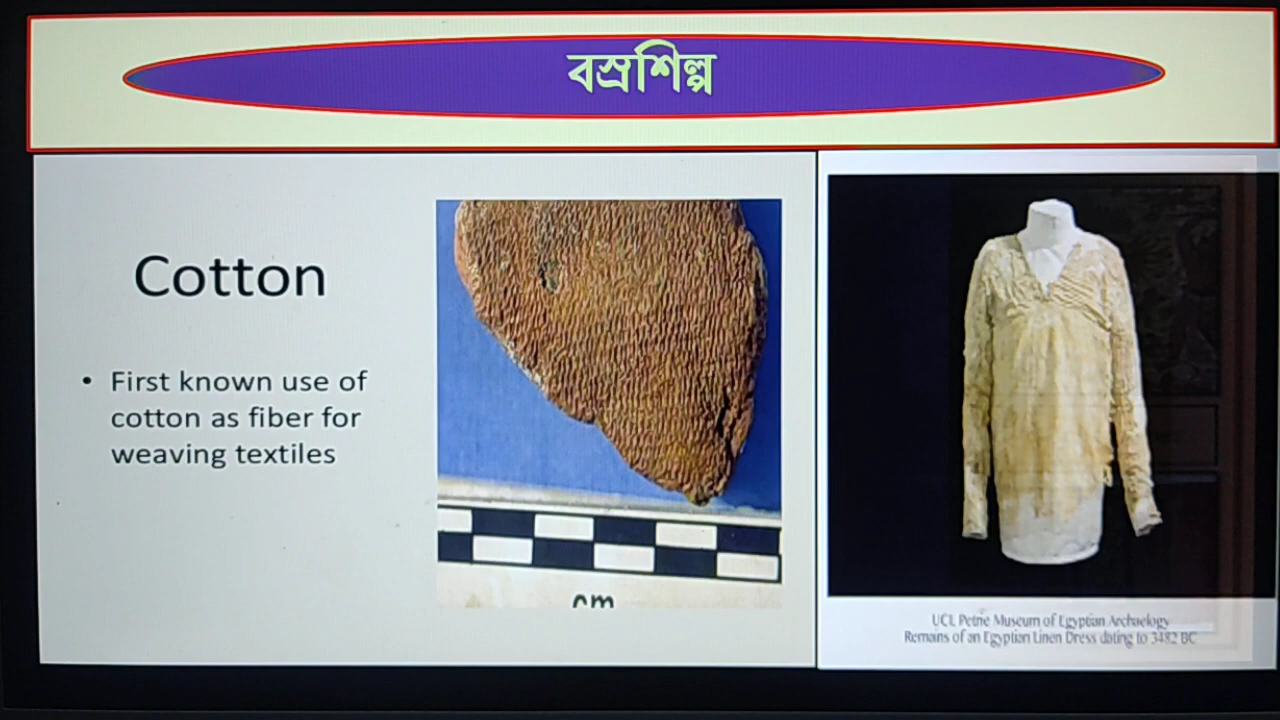 বস্ত্রশিল্প
Cotton
• First known use of
cotton as fiber for
weaving textiles
cm
UCL Petrie Museum of Egyptian Archaelogy
Remains of an Egyptian Linen Dress dating to 3482 BC